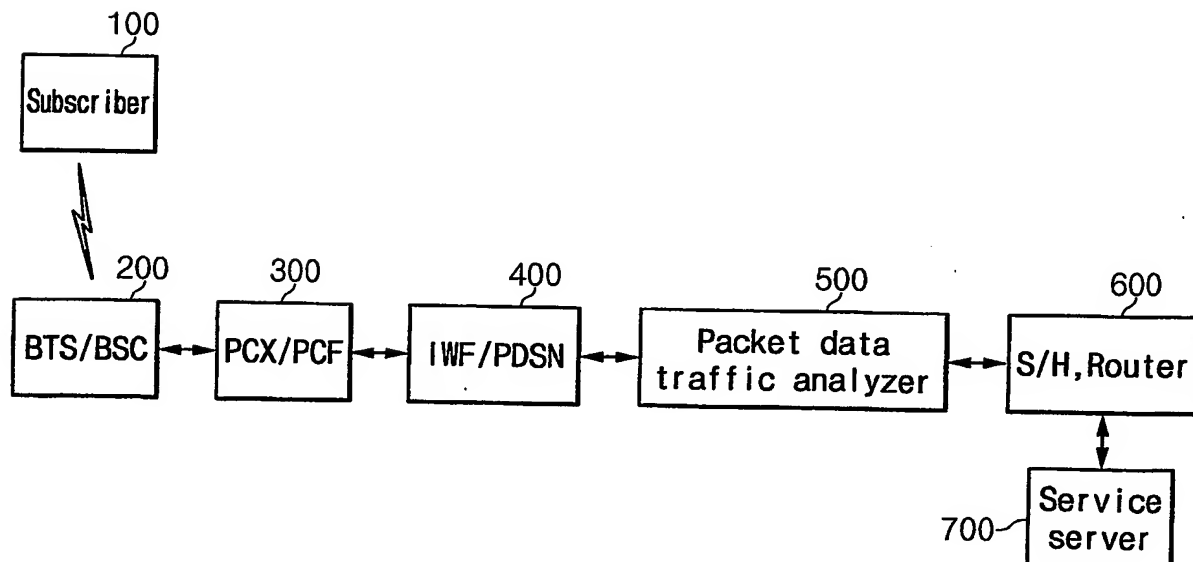 100
Subscriber
200
BTS/BSC
300
PCX/PCF
400
IWF/PDSN
500
Packet data
traffic analyzer
600
S/H,Router
700
Service
server